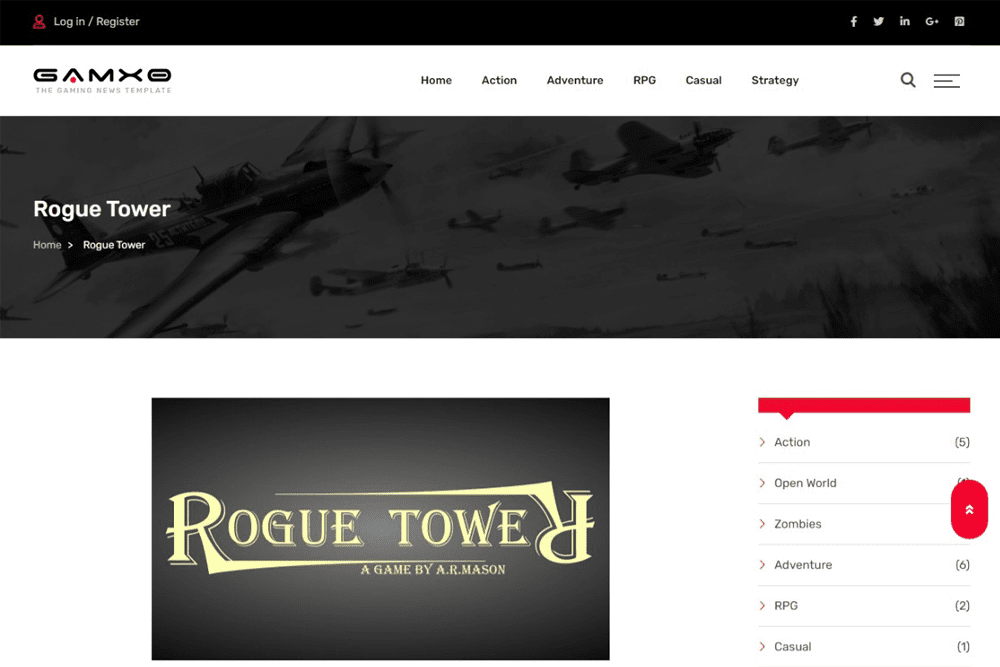 Log in / Register
GAMXO
THE GAMING NEWS TEMPLATE
Home
Action
Adventure
RPG
Casual
Strategy
Rogue Tower
Home > Rogue Tower
25
ROGUE TOWER
A GAME BY A.R.MASON
Action (5)
Open World
Zombies
Adventure (6)
RPG (2)
Casual (1)